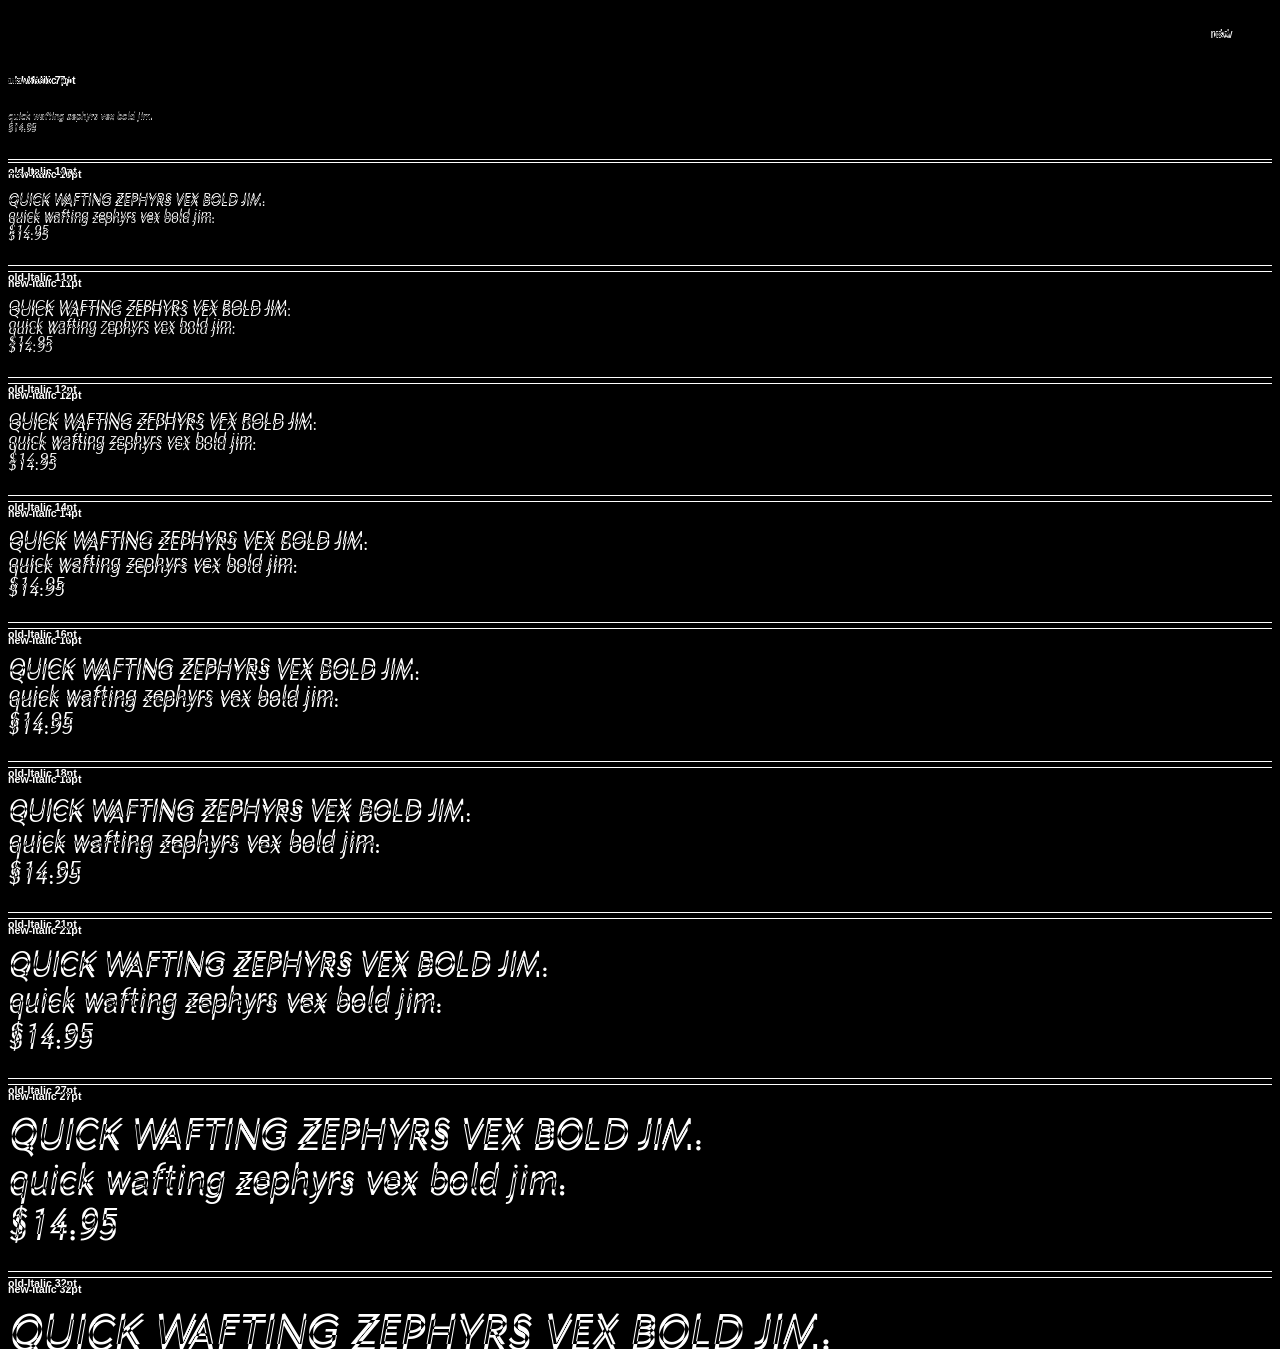 quick wafting zephyrs vex bold jim.
$14.95
old-Italic 10pt
new-Italic 10pt
QUICK WAFTING ZEPHYRS VEX BOLD JIM.
quick wafting zephyrs vex bold jim.
$14.95
old-Italic 11pt
new-Italic 11pt
QUICK WAFTING ZEPHYRS VEX BOLD JIM.
quick wafting zephyrs vex bold jim.
$14.95
old-Italic 12pt
new-Italic 12pt
QUICK WAFTING ZEPHYRS VEX BOLD JIM.
quick wafting zephyrs vex bold jim.
$14.95
old-Italic 14pt
new-Italic 14pt
QUICK WAFTING ZEPHYRS VEX BOLD JIM.
quick wafting zephyrs vex bold jim.
$14.95
old-Italic 16pt
new-Italic 16pt
QUICK WAFTING ZEPHYRS VEX BOLD JIM.
quick wafting zephyrs vex bold jim.
$14.95
old-Italic 18pt
new-Italic 18pt
QUICK WAFTING ZEPHYRS VEX BOLD JIM.
quick wafting zephyrs vex bold jim.
$14.95
old-Italic 21pt
new-Italic 21pt
QUICK WAFTING ZEPHYRS VEX BOLD JIM.
quick wafting zephyrs vex bold jim.
$14.95
old-Italic 27pt
new-Italic 27pt
QUICK WAFTING ZEPHYRS VEX BOLD JIM.
quick wafting zephyrs vex bold jim.
$14.95
old-Italic 32pt
new-Italic 32pt
QUICK WAFTING ZEPHYRS VEX BOLD JIM.